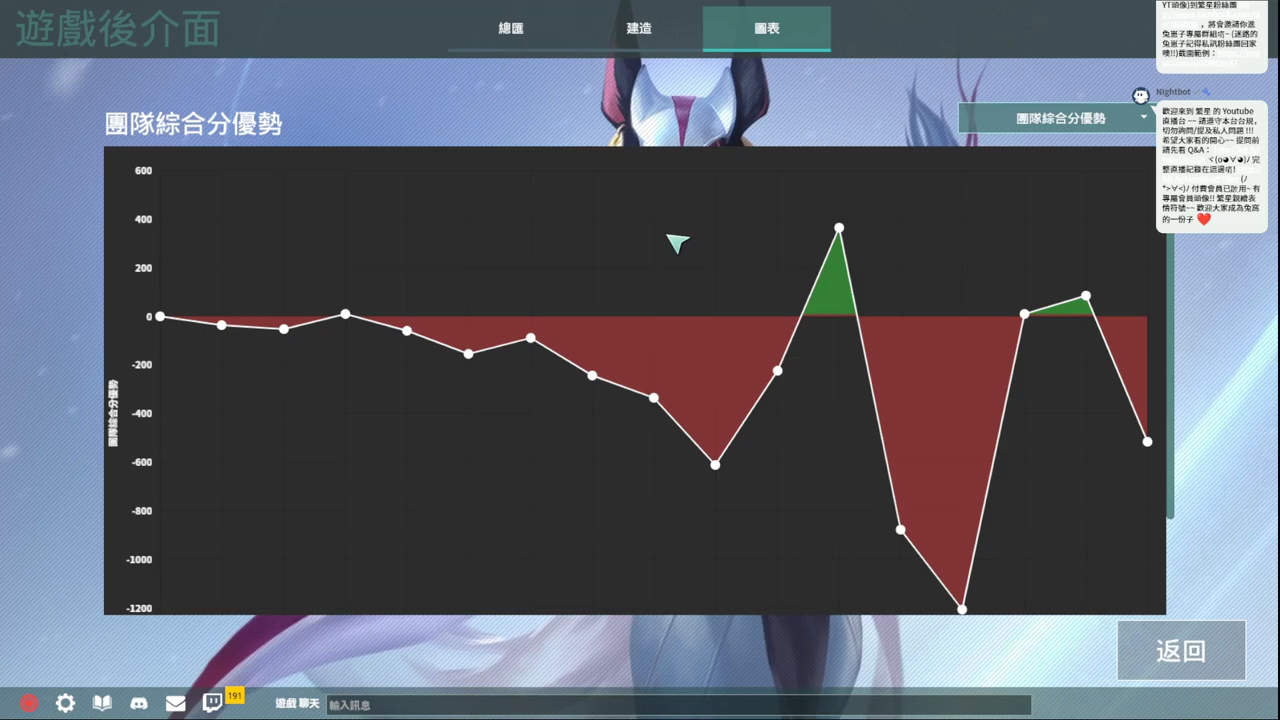 遊戲後介面
總匯
建造
圖表
YT頭像)到繁星粉絲團
，將會邀請你進
兔崽子專屬群組唷~ (迷路的
兔崽子記得私訊粉絲團回家
噢!!)截圖範例：
Nightbot
歡迎來到 繁星 的 Youtube
直播台 ~~ 請遵守本台台規，
切勿詢問/提及私人問題 !!!
希望大家看的開心~~ 提問前
請先看 Q&A：
ヾ(o◕∀◕)ﾉ 完
整直播記錄在這邊唷!
(ﾉ
*>∀<)ﾉ 付費會員已啟用~ 有
專屬會員頭像!! 繁星親繪表
情符號~~ 歡迎大家成為兔窩
的一份子 ❤️
團隊綜合分優勢
團隊綜合分優勢
600
400
200
0
-200
-400
-600
-800
-1000
-1200
團隊綜合分優勢
返回
191
遊戲 聊天
輸入訊息